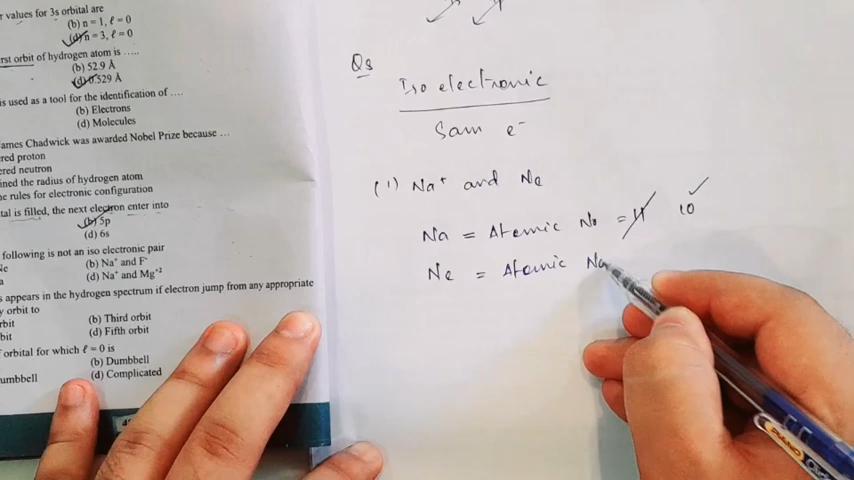 r values for 3s orbital are
(b) n = 1, ℓ = 0
(d) n = 3, ℓ = 0
rst orbit of hydrogen atom is .....
(b) 52.9 Å
(d) 0.529 Å
is used as a tool for the identification of ....
(b) Electrons
(d) Molecules
ames Chadwick was awarded Nobel Prize because ...
red proton
ered neutron
ined the radius of hydrogen atom
e rules for electronic configuration
tal is filled, the next electron enter into
(b) 5p
(d) 6s
following is not an iso electronic pair
Ne (b) Na⁺ and F⁻
a (d) Na⁺ and Mg⁺²
s appears in the hydrogen spectrum if electron jump from any appropriate
y orbit to
rbit (b) Third orbit
bit (d) Fifth orbit
f orbital for which ℓ = 0 is
(b) Dumbbell
umbbell (d) Complicated
Q8
Iso electronic
Sam e⁻
(1) Na⁺ and Ne
Na = Atomic No = 11 10
Ne = Atomic No